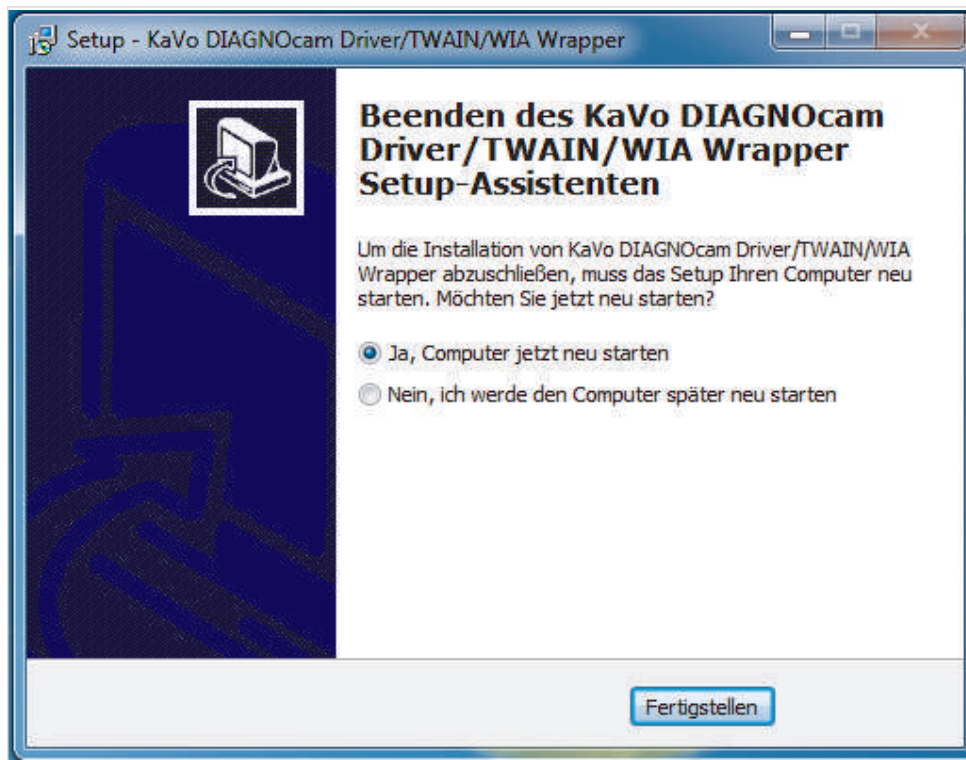 Setup - KaVo DIAGNOcam Driver/TWAIN/WIA Wrapper
Beenden des KaVo DIAGNOcam
Driver/TWAIN/WIA Wrapper
Setup-Assistenten
Um die Installation von KaVo DIAGNOcam Driver/TWAIN/WIA
Wrapper abzuschließen, muss das Setup Ihren Computer neu
starten. Möchten Sie jetzt neu starten?
Ja, Computer jetzt neu starten
Nein, ich werde den Computer später neu starten
Fertigstellen